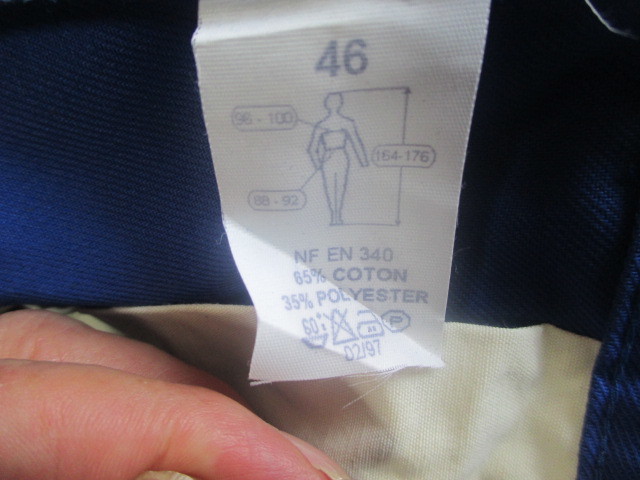 46
96 - 100
164-176
88 - 92
NF EN 340
65% COTON
35% POLYESTER
60 P
02/97